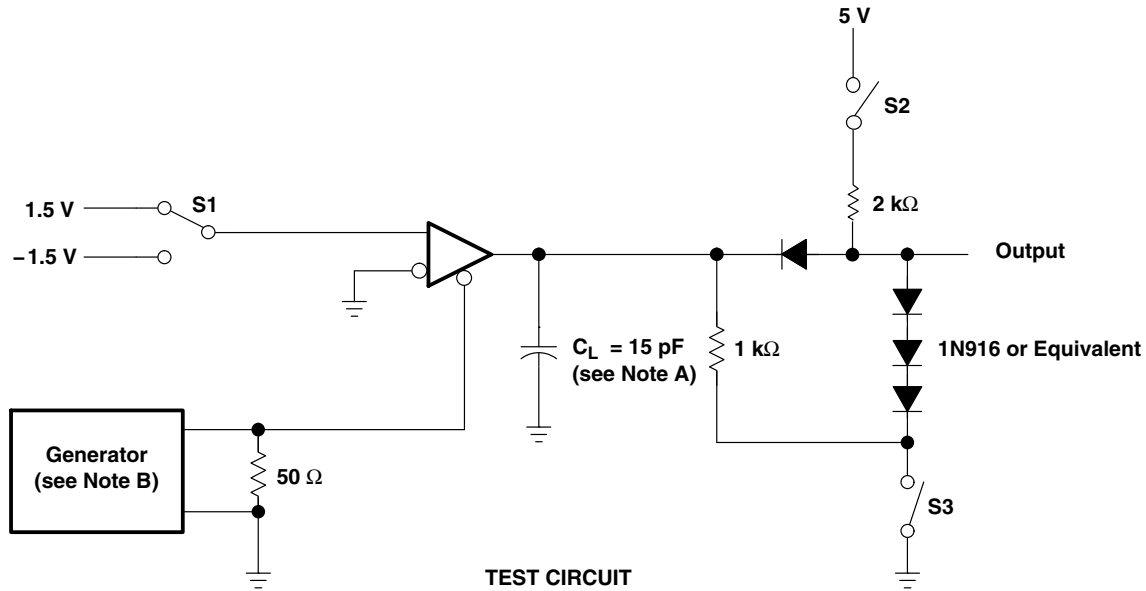 5 V
S2
2 kΩ
1.5 V
S1
−1.5 V
Output
CL = 15 pF
(see Note A)
1 kΩ
1N916 or Equivalent
Generator
(see Note B)
50 Ω
S3
TEST CIRCUIT